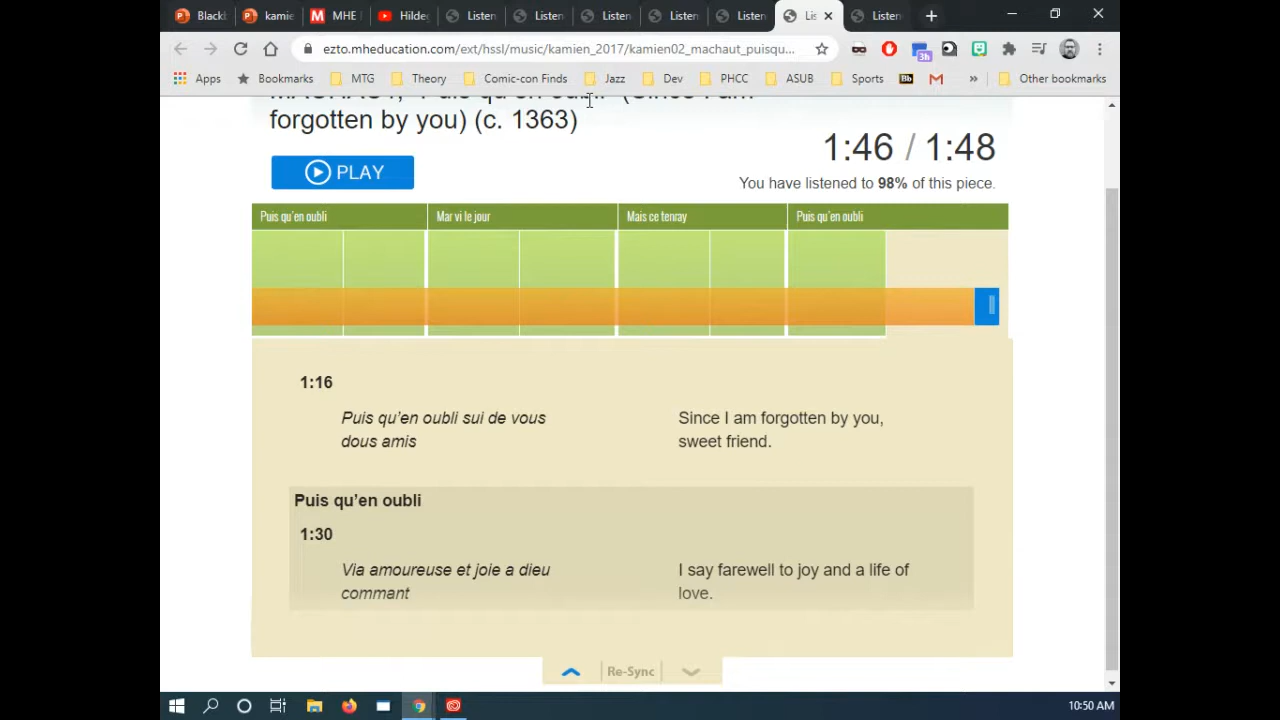 Black
kamie
MHE
Hilde
Listen
Listen
Listen
Listen
Listen
Lis
Listen
ezto.mheducation.com/ext/hssl/music/kamien_2017/kamien02_machaut_puisqu...
3h
Apps
Bookmarks
MTG
Theory
Comic-con Finds
Jazz
Dev
PHCC
ASUB
Bb
Sports
»
Other bookmarks
forgotten by you) (c. 1363)
1:46 / 1:48
PLAY
You have listened to 98% of this piece.
Puis qu'en oubli
Mar vi le jour
Mais ce tenray
Puis qu'en oubli
1:16
Puis qu'en oubli sui de vous
dous amis
Since I am forgotten by you,
sweet friend.
Puis qu'en oubli
1:30
Via amoureuse et joie a dieu
commant
I say farewell to joy and a life of
love.
Re-Sync
10:50 AM